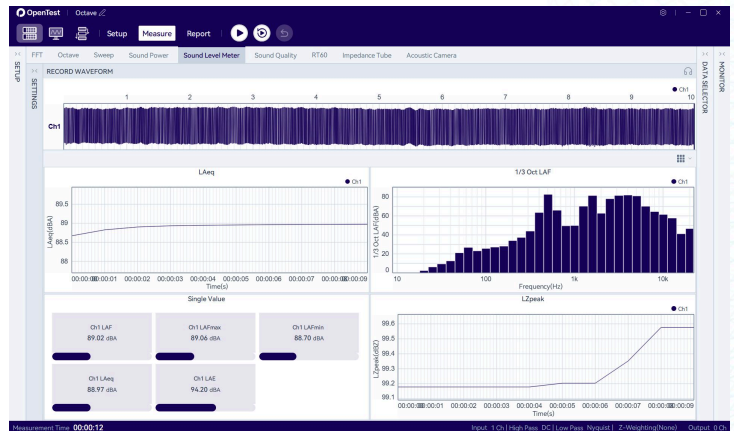 OpenTest | Octave
Setup Measure Report
FFT Octave Sweep Sound Power Sound Level Meter Sound Quality RT60 Impedance Tube Acoustic Camera
SETUP
SETTINGS
RECORD WAVEFORM
DATA SELECTOR
MONITOR
Ch1
1 2 3 4 5 6 7 8 9 10
Ch1
LAeq
Ch1
89.5
89
88.5
88
LAeq(dBA)
00:00:00 00:00:01 00:00:02 00:00:03 00:00:04 00:00:05 00:00:06 00:00:07 00:00:08 00:00:09
Time(s)
1/3 Oct LAF
Ch1
80
60
40
20
0
1/3 Oct LAF(dBA)
10 100 1k 10k
Frequency(Hz)
Single Value
Ch1 LAF
89.02 dBA
Ch1 LAFmax
89.06 dBA
Ch1 LAFmin
88.70 dBA
Ch1 LAeq
88.97 dBA
Ch1 LAE
94.20 dBA
LZpeak
Ch1
99.6
99.5
99.4
99.3
99.2
99.1
LZpeak(dBZ)
00:00:00 00:00:01 00:00:02 00:00:03 00:00:04 00:00:05 00:00:06 00:00:07 00:00:08 00:00:09
Time(s)
Measurement Time 00:00:12
Input 1 Ch | High Pass DC | Low Pass Nyquist | Z-Weighting(None) Output 0 Ch